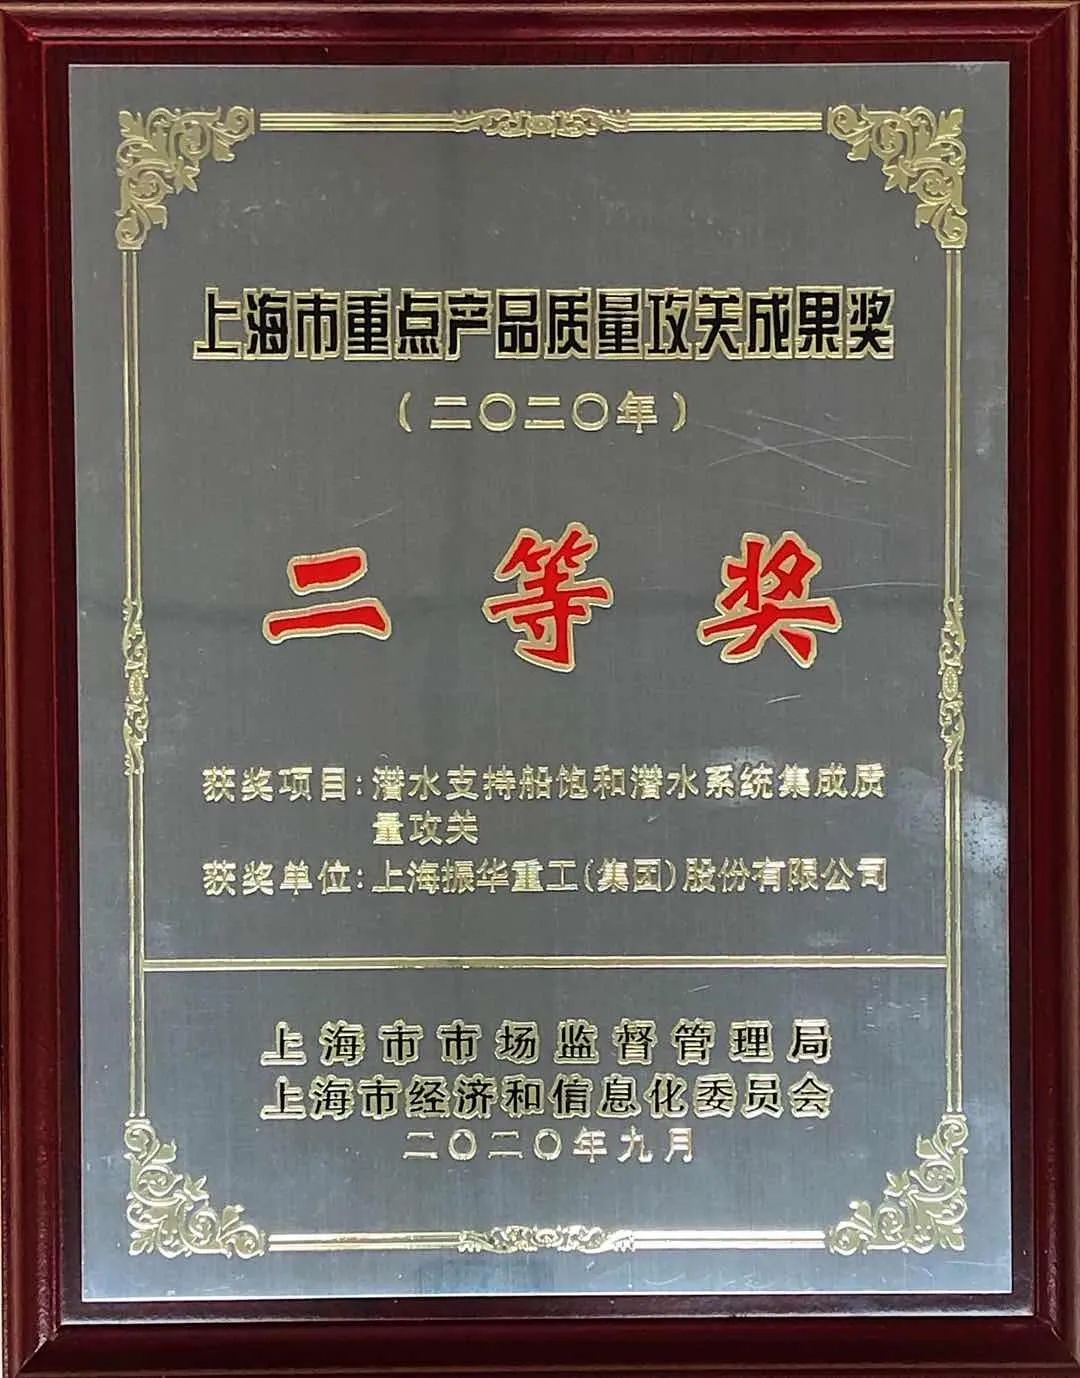 上海市重点产品质量攻关成果奖
（二〇二〇年）
二等奖
获奖项目：潜水支持船饱和潜水系统集成质
量攻关
获奖单位：上海振华重工（集团）股份有限公司
上海市市场监督管理局
上海市经济和信息化委员会
二〇二〇年九月